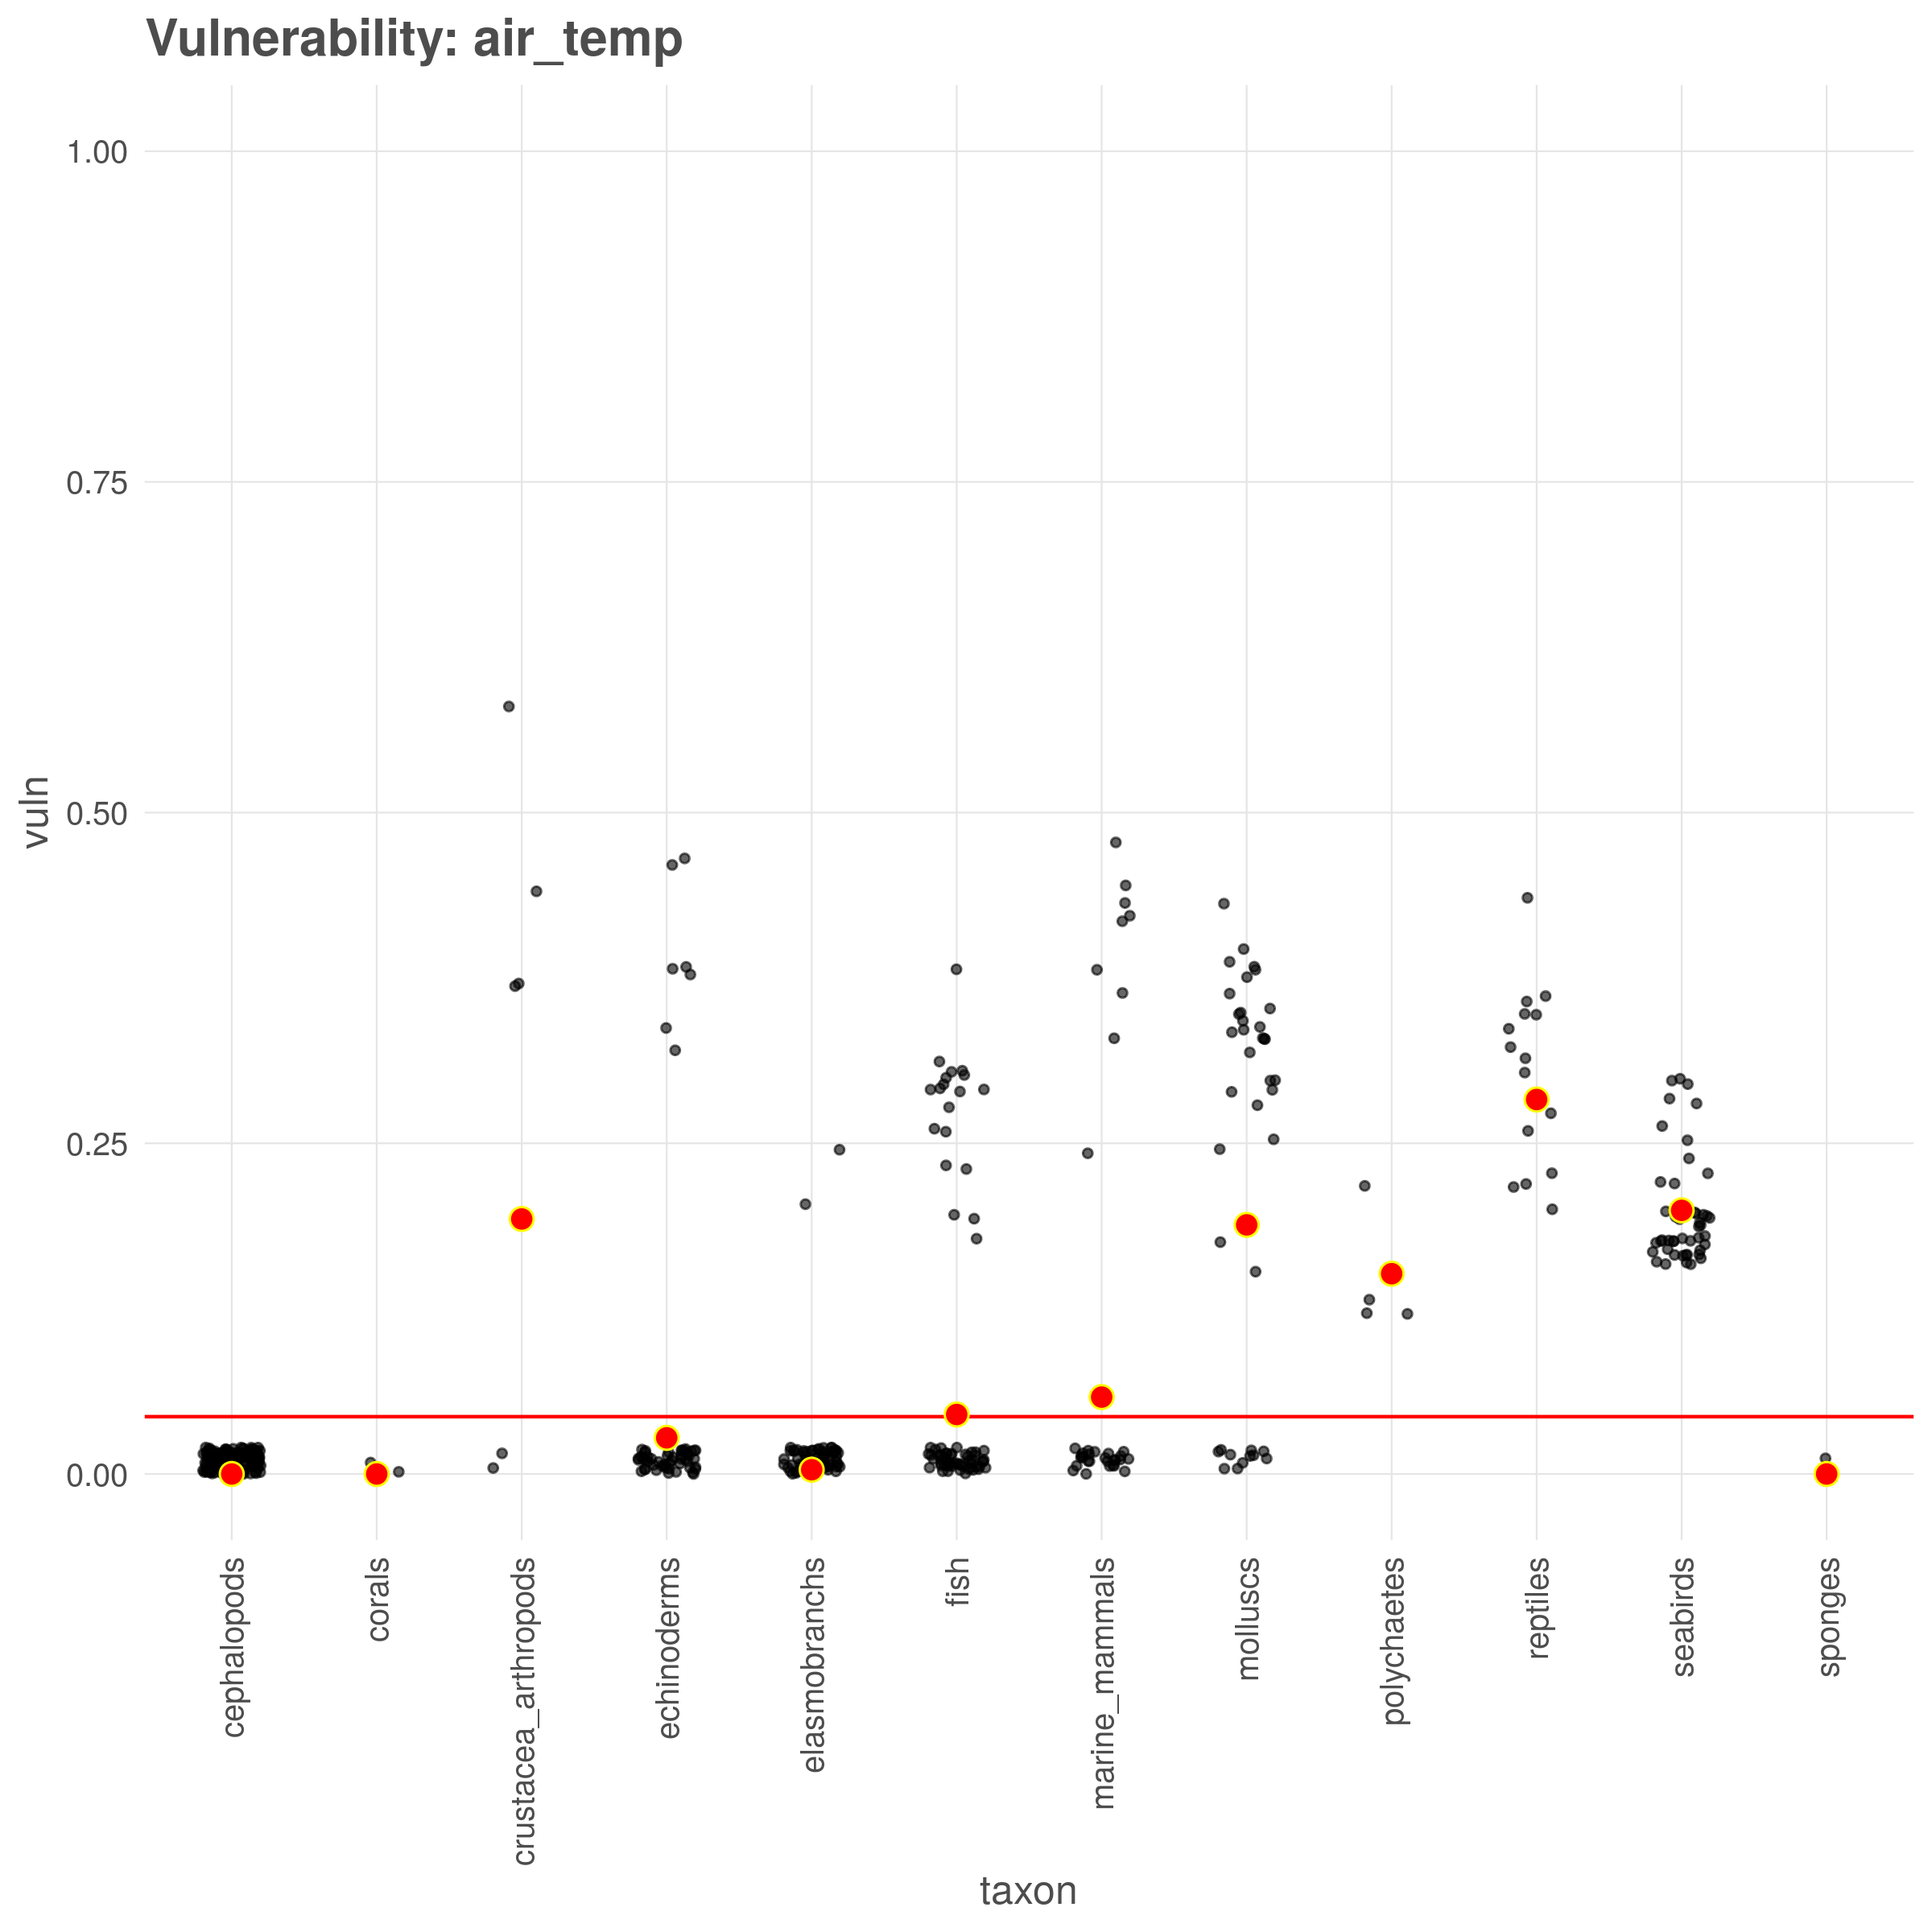 Vulnerability: air_temp
vuln
1.00
0.75
0.50
0.25
0.00
cephalopods
corals
crustacea_arthropods
echinoderms
elasmobranchs
fish
marine_mammals
molluscs
polychaetes
reptiles
seabirds
sponges
taxon